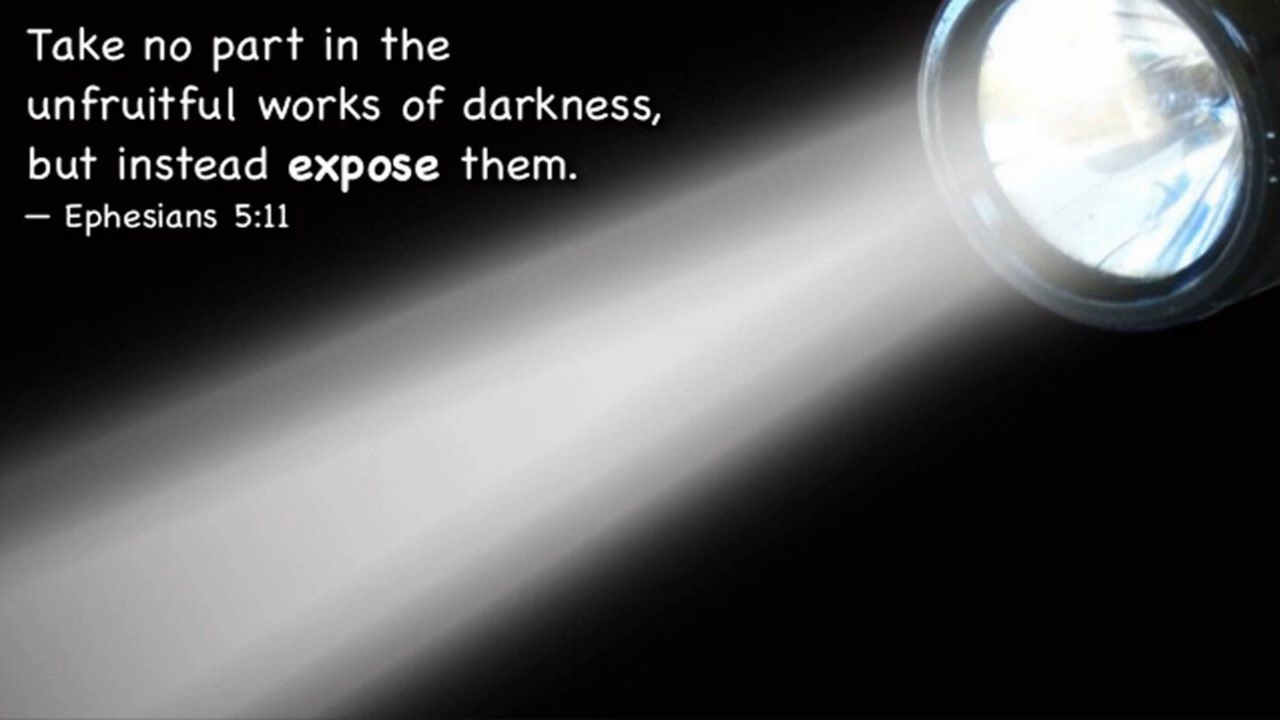 Take no part in the
unfruitful works of darkness,
but instead expose them.
— Ephesians 5:11